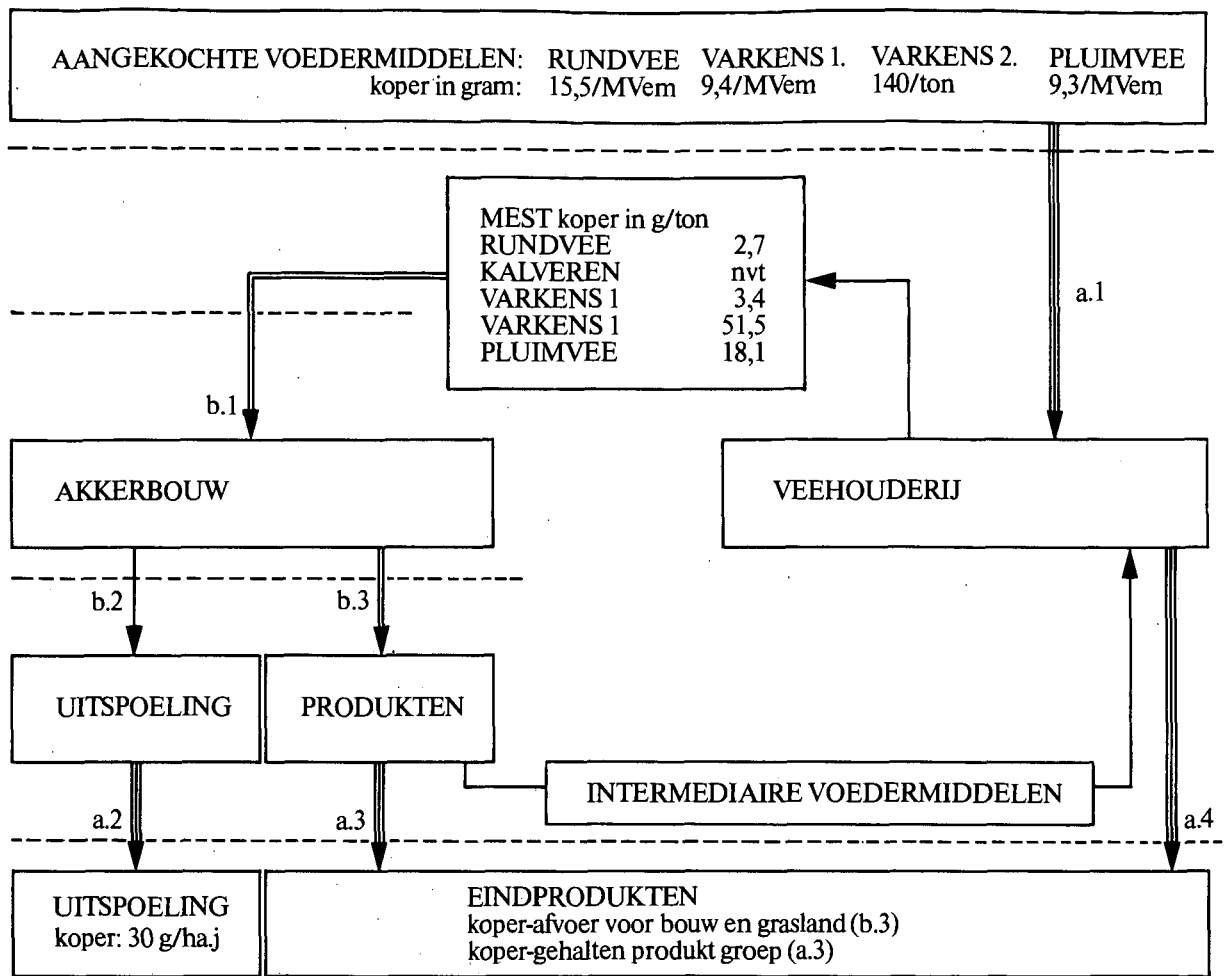 AANGEKOCHTE VOEDERMIDDELEN: RUNDVEE VARKENS 1. VARKENS 2. PLUIMVEE
koper in gram: 15,5/MVem 9,4/MVem 140/ton 9,3/MVem
a.1
MEST koper in g/ton
RUNDVEE 2,7
KALVEREN nvt
VARKENS 1 3,4
VARKENS 1 51,5
PLUIMVEE 18,1
b.1
AKKERBOUW
VEEHOUDERIJ
b.2
b.3
UITSPOELING
PRODUKTEN
INTERMEDIAIRE VOEDERMIDDELEN
a.2
a.3
a.4
UITSPOELING
koper: 30 g/ha.j
EINDPRODUKTEN
koper-afvoer voor bouw en grasland (b.3)
koper-gehalten produkt groep (a.3)